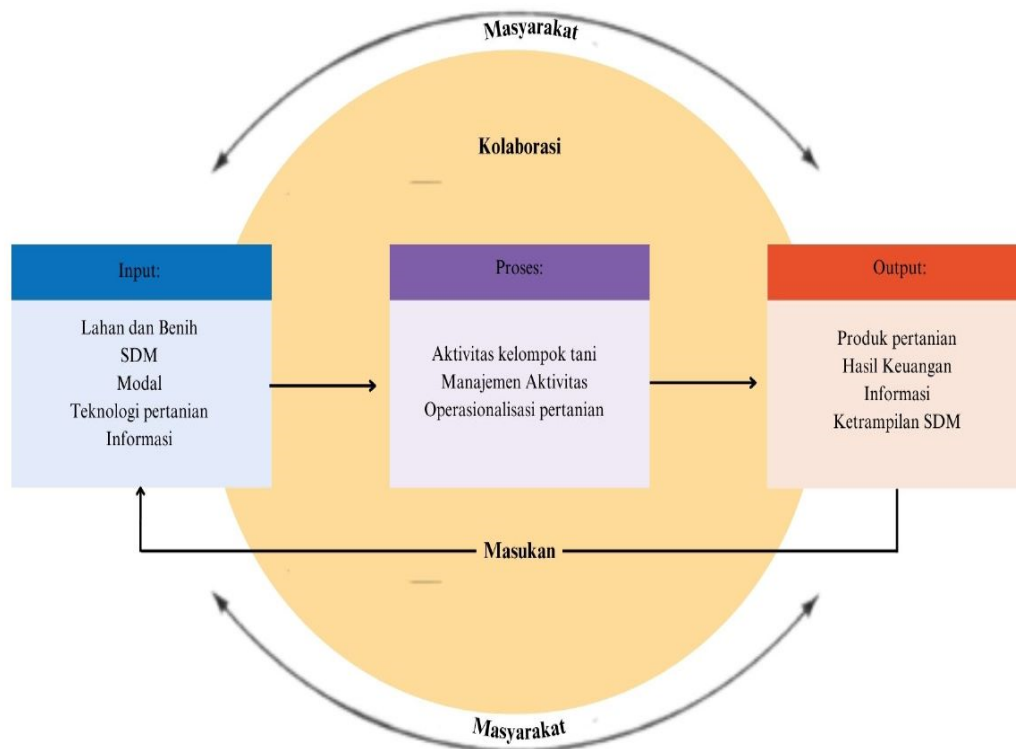 Masyarakat
Kolaborasi
Input:
Lahan dan Benih
SDM
Modal
Teknologi pertanian
Informasi
Proses:
Aktivitas kelompok tani
Manajemen Aktivitas
Operasionalisasi pertanian
Output:
Produk pertanian
Hasil Keuangan
Informasi
Ketrampilan SDM
Masukan
Masyarakat